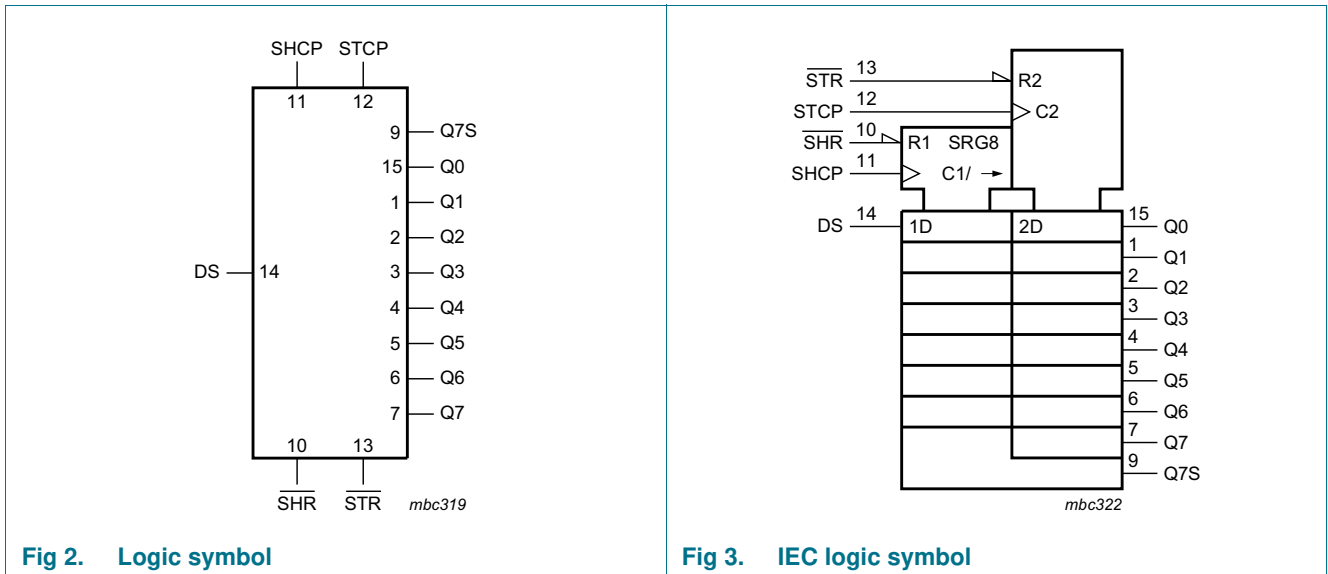 SHCP STCP
11 12
9 Q7S
15 Q0
1 Q1
2 Q2
DS 14 3 Q3
4 Q4
5 Q5
6 Q6
7 Q7
10 13
SHR STR mbc319
Fig 2. Logic symbol
STR 13 R2
STCP 12 C2
SHR 10 R1 SRG8
SHCP 11 C1/ →
DS 14 1D 2D 15 Q0
1 Q1
2 Q2
3 Q3
4 Q4
5 Q5
6 Q6
7 Q7
9 Q7S
mbc322
Fig 3. IEC logic symbol